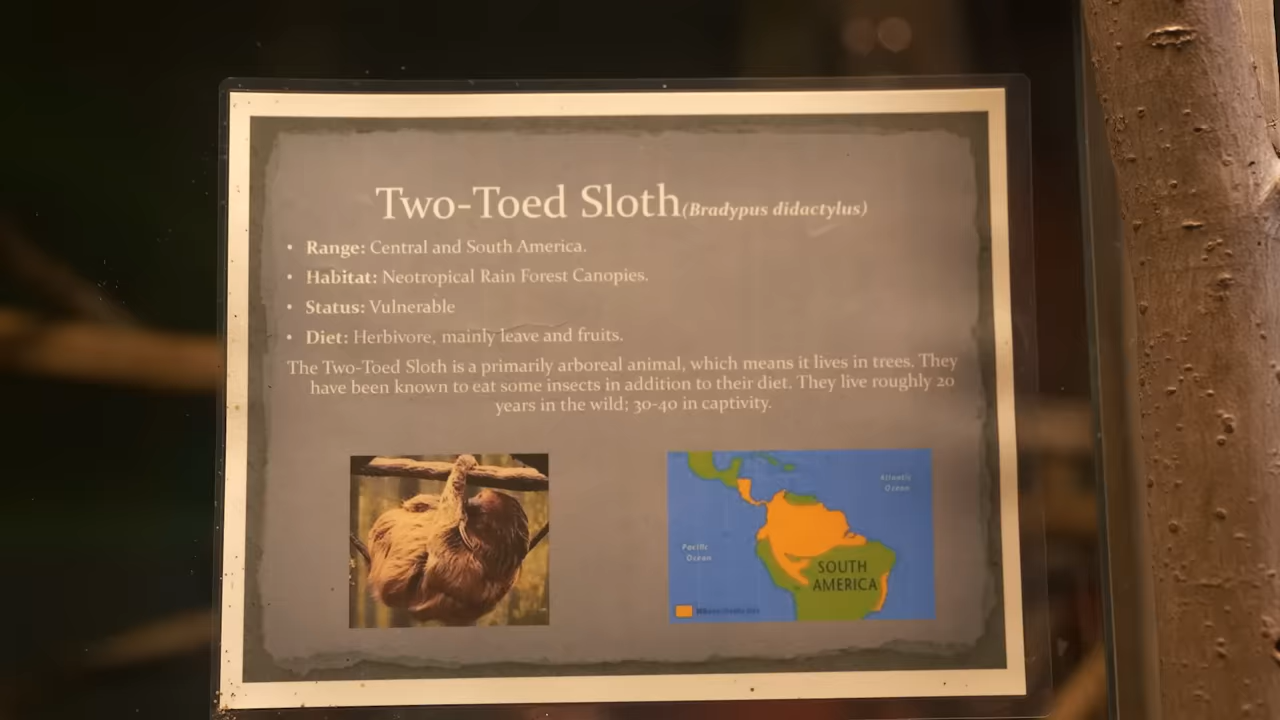 Two-Toed Sloth(Bradypus didactylus)
• Range: Central and South America.
• Habitat: Neotropical Rain Forest Canopies.
• Status: Vulnerable
• Diet: Herbivore, mainly leave and fruits.
The Two-Toed Sloth is a primarily arboreal animal, which means it lives in trees. They
have been known to eat some insects in addition to their diet. They live roughly 20
years in the wild; 30-40 in captivity.
Atlantic
Ocean
Pacific
Ocean
SOUTH
AMERICA